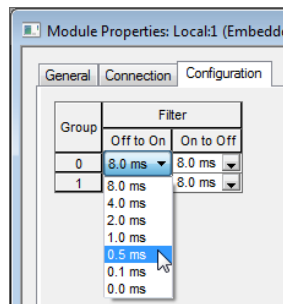 Module Properties: Local:1 (Embedde
General Connection Configuration
Group Filter
Off to On On to Off
0 8.0 ms 8.0 ms
1 8.0 ms
8.0 ms
4.0 ms
2.0 ms
1.0 ms
0.5 ms
0.1 ms
0.0 ms